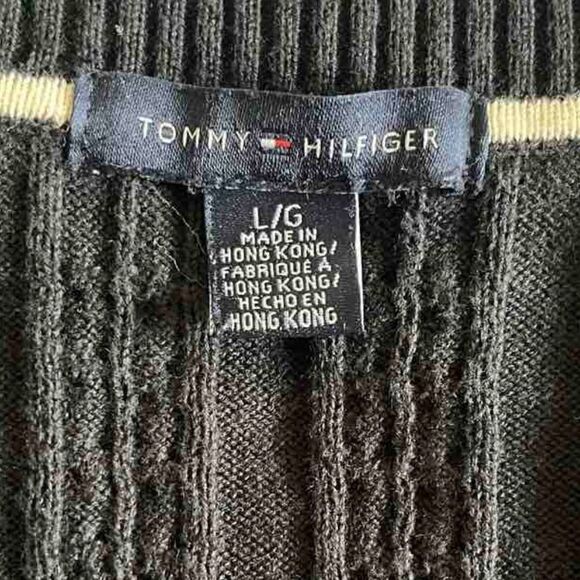 TOMMY HILFIGER
L/G
MADE IN
HONG KONG/
FABRIQUÉ À
HONG KONG/
HECHO EN
HONG KONG